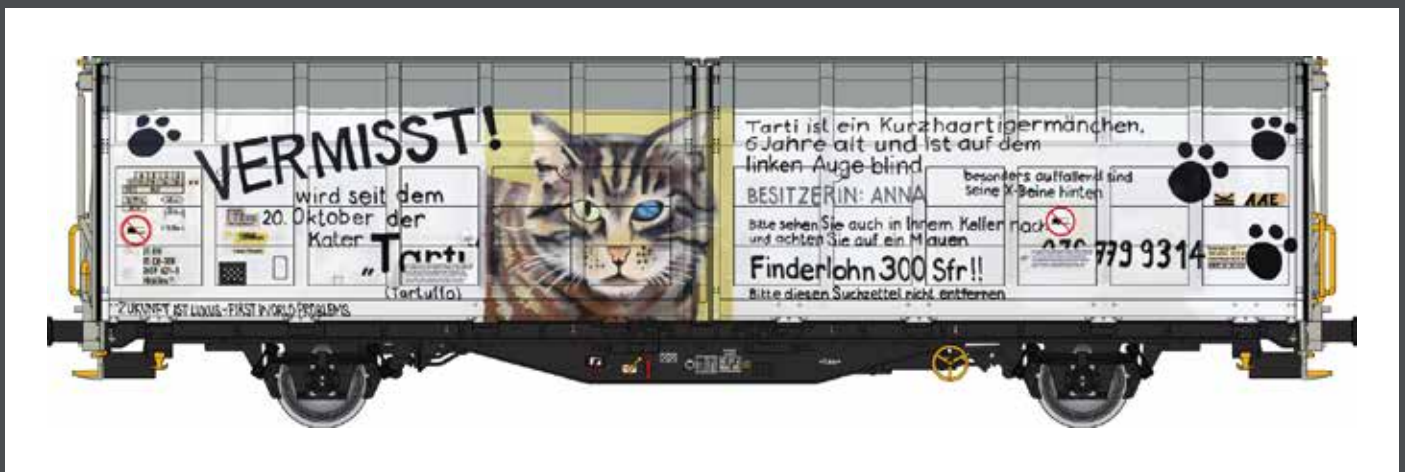 VERMISST!
wird seit dem
20. Oktober der
Kater
"Tarti
(Tartuffo)
ZUKUNFT IST LUXUS-FIRST WORLD PROBLEMS
Tarti ist ein Kurzhaartigermänchen,
6 Jahre alt und ist auf dem
linken Auge blind
BESITZERIN: ANNA
besonders auffallend sind
seine X-Beine hinten
Bitte sehen Sie auch in Ihrem Keller nach
und achten Sie auf ein Miauen
779 9314
Finderlohn 300 Sfr!!
Bitte diesen Suchzettel nicht entfernen
AAE